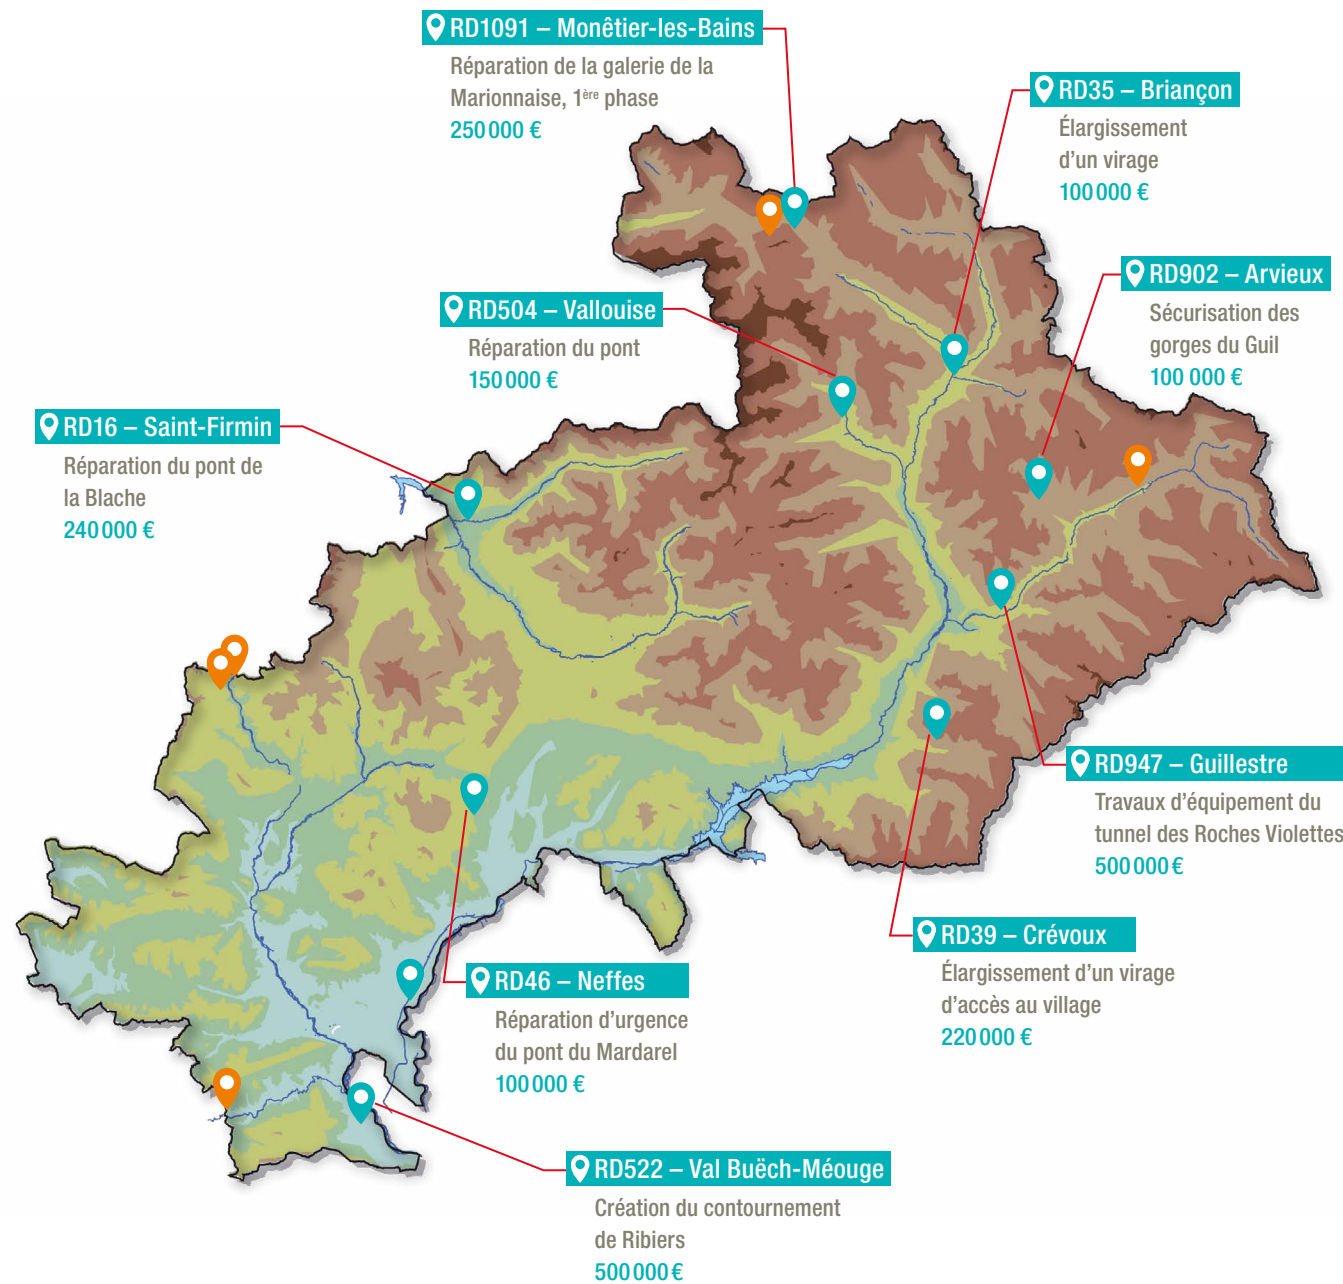 RD1091 – Monêtier-les-Bains
Réparation de la galerie de la
Marionnaise, 1ère phase
250 000 €
RD35 – Briançon
Élargissement
d'un virage
100 000 €
RD902 – Arvieux
Sécurisation des
gorges du Guil
100 000 €
RD504 – Vallouise
Réparation du pont
150 000 €
RD16 – Saint-Firmin
Réparation du pont de
la Blache
240 000 €
RD947 – Guillestre
Travaux d'équipement du
tunnel des Roches Violettes
500 000 €
RD39 – Crévoux
Élargissement d'un virage
d'accès au village
220 000 €
RD46 – Neffes
Réparation d'urgence
du pont du Mardarel
100 000 €
RD522 – Val Buëch-Méouge
Création du contournement
de Ribiers
500 000 €